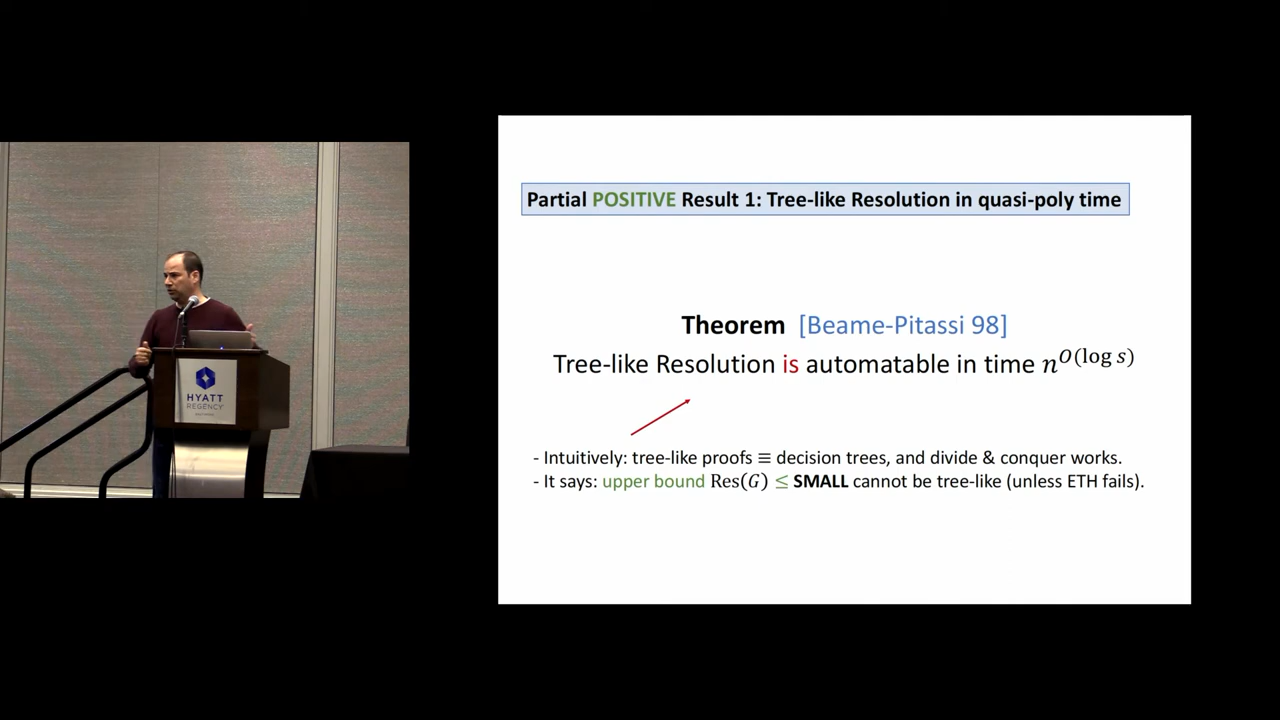 Partial POSITIVE Result 1: Tree-like Resolution in quasi-poly time
Theorem [Beame-Pitassi 98]
Tree-like Resolution is automatable in time n^{O(log s)}
- Intuitively: tree-like proofs ≡ decision trees, and divide & conquer works.
- It says: upper bound Res(G) ≤ SMALL cannot be tree-like (unless ETH fails).
HYATT
REGENCY